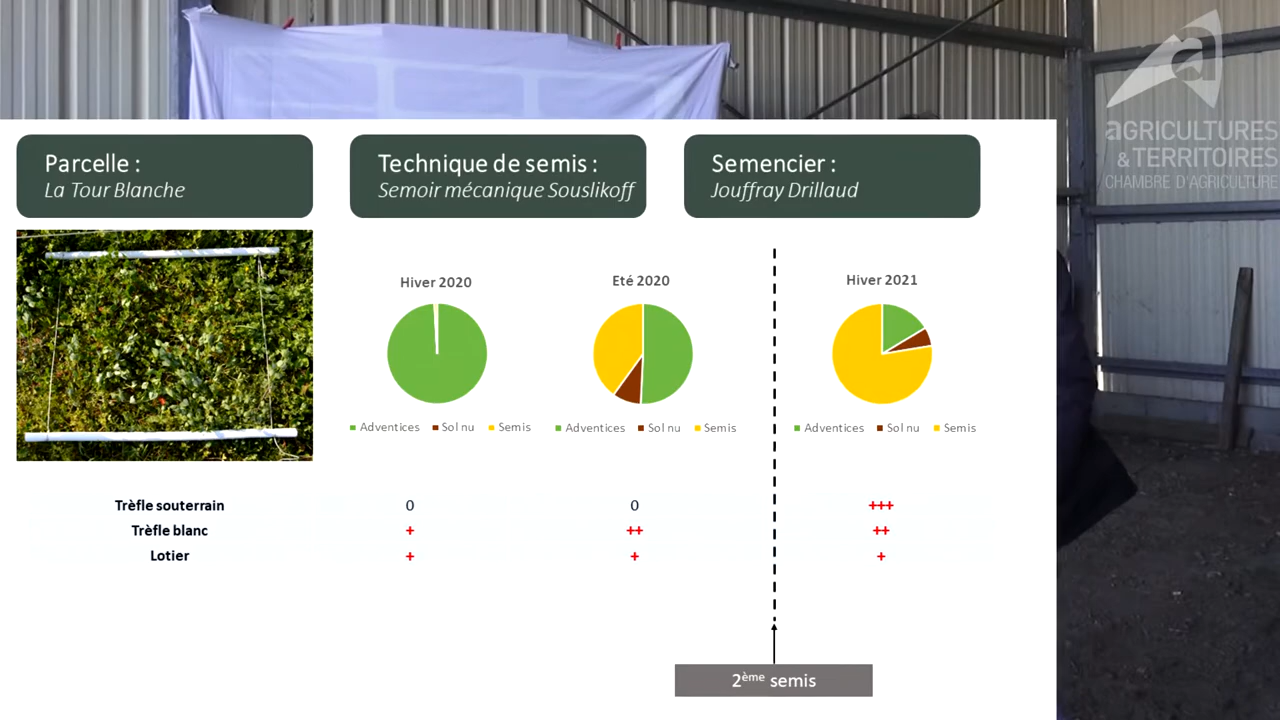 aGRICULTURES
& TERRITOIRES
CHAMBRE D'AGRICULTURE
Parcelle :
La Tour Blanche
Technique de semis :
Semoir mécanique Souslikoff
Semencier :
Jouffray Drillaud
Hiver 2020
Adventices Sol nu Semis
Eté 2020
Adventices Sol nu Semis
Hiver 2021
Adventices Sol nu Semis
Trèfle souterrain 0 0 +++
Trèfle blanc + ++ ++
Lotier + + +
2ème semis